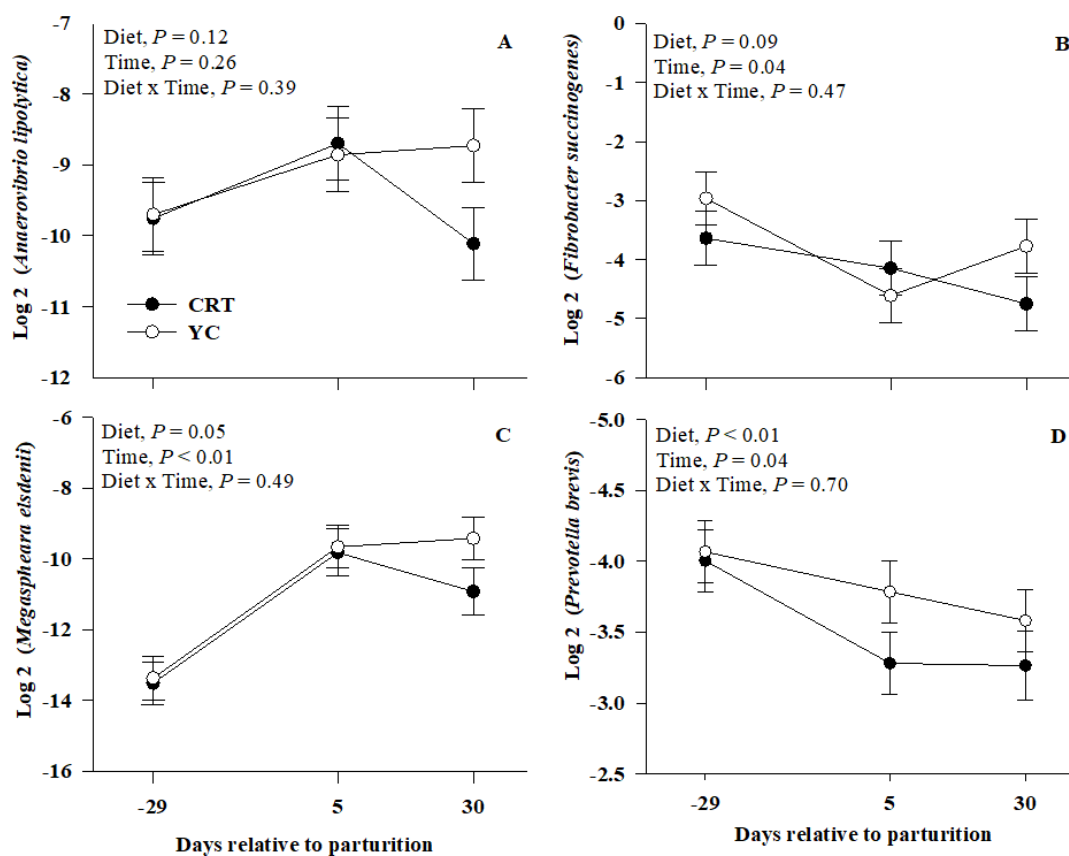 -7
Diet, P = 0.12
A
Time, P = 0.26
Diet x Time, P = 0.39
-8
-9
-10
-11
-12
Log 2 (Anaerovibrio lipolytica)
CRT
YC
0
Diet, P = 0.09
B
Time, P = 0.04
Diet x Time, P = 0.47
-1
-2
-3
-4
-5
-6
Log 2 (Fibrobacter succinogenes)
-6
Diet, P = 0.05
C
Time, P < 0.01
Diet x Time, P = 0.49
-8
-10
-12
-14
-16
Log 2 (Megaspheara elsdenii)
-29
5
30
Days relative to parturition
-5.0
Diet, P < 0.01
D
Time, P = 0.04
Diet x Time, P = 0.70
-4.5
-4.0
-3.5
-3.0
-2.5
Log 2 (Prevotella brevis)
-29
5
30
Days relative to parturition